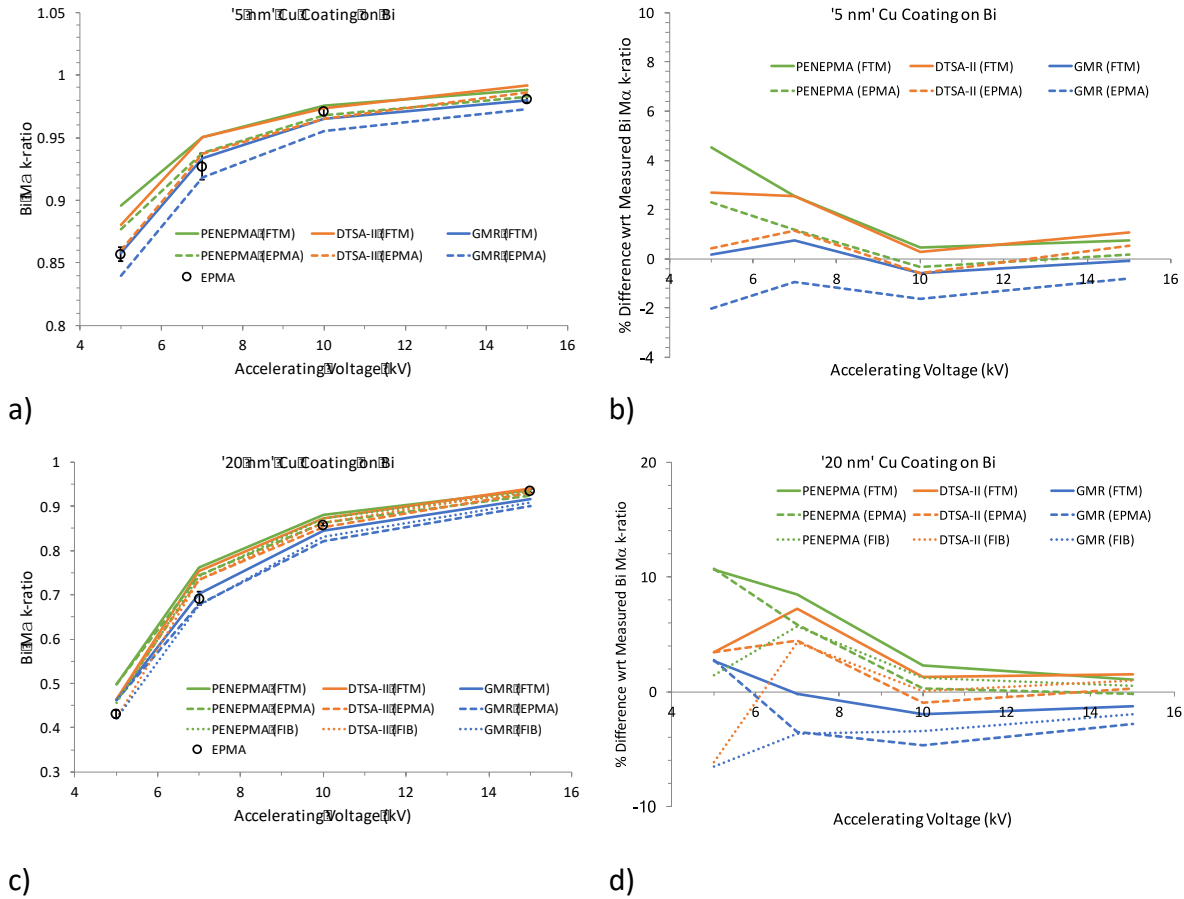 '5 nm' Cu Coating on Bi
1.05
1
0.95
0.9
0.85
0.8
4 6 8 10 12 14 16
Bi Mα k-ratio
Accelerating Voltage (kV)
PENEPMA (FTM) DTSA-II (FTM) GMR (FTM)
PENEPMA (EPMA) DTSA-II (EPMA) GMR (EPMA)
EPMA
a)
'5 nm' Cu Coating on Bi
10
8
6
4
2
0
-2
-4
4 6 8 10 12 14 16
% Difference wrt Measured Bi Mα k-ratio
Accelerating Voltage (kV)
PENEPMA (FTM) DTSA-II (FTM) GMR (FTM)
PENEPMA (EPMA) DTSA-II (EPMA) GMR (EPMA)
b)
'20 nm' Cu Coating on Bi
1
0.9
0.8
0.7
0.6
0.5
0.4
0.3
4 6 8 10 12 14 16
Bi Mα k-ratio
Accelerating Voltage (kV)
PENEPMA (FTM) DTSA-II (FTM) GMR (FTM)
PENEPMA (EPMA) DTSA-II (EPMA) GMR (EPMA)
PENEPMA (FIB) DTSA-II (FIB) GMR (FIB)
EPMA
c)
'20 nm' Cu Coating on Bi
20
10
0
-10
4 6 8 10 12 14 16
% Difference wrt Measured Bi Mα k-ratio
Accelerating Voltage (kV)
PENEPMA (FTM) DTSA-II (FTM) GMR (FTM)
PENEPMA (EPMA) DTSA-II (EPMA) GMR (EPMA)
PENEPMA (FIB) DTSA-II (FIB) GMR (FIB)
d)